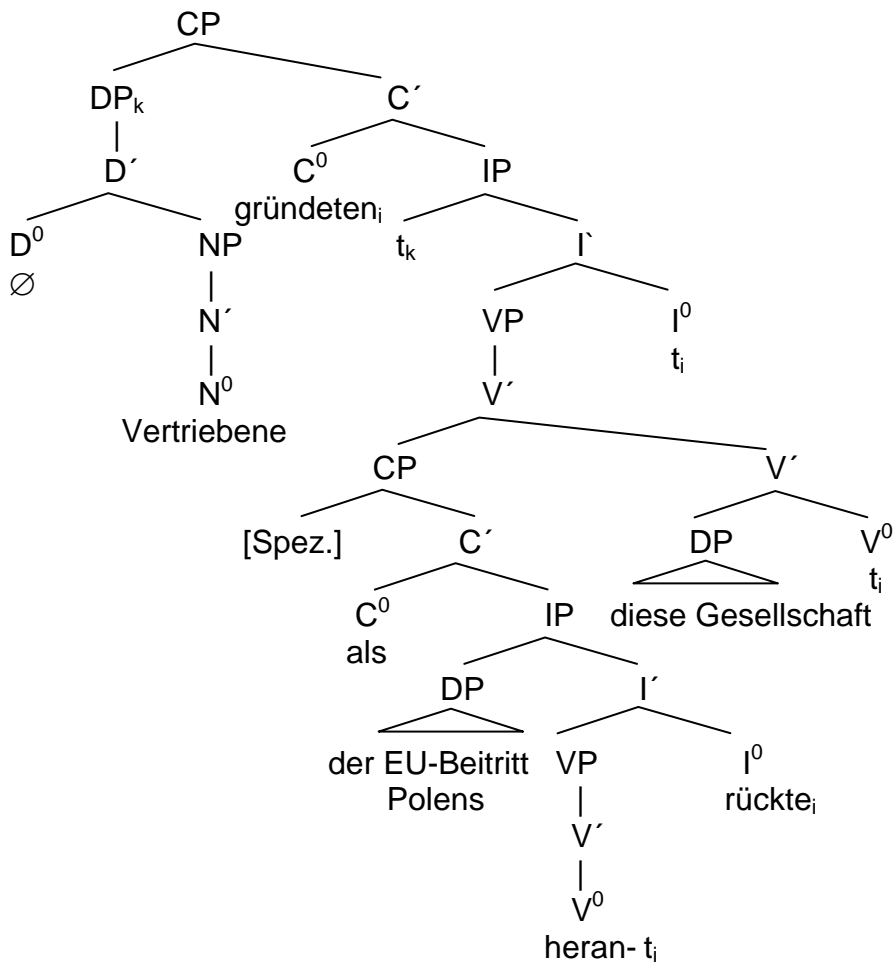 CP
DPₖ C´
D´ C⁰ IP
gründetenᵢ
D⁰ NP tₖ I`
∅
N´ VP I⁰
tᵢ
N⁰ V´
Vertriebene
CP V´
[Spez.] C´ DP V⁰
tᵢ
C⁰ IP diese Gesellschaft
als
DP I´
der EU-Beitritt VP I⁰
Polens rückteᵢ
V´
V⁰
heran- tᵢ